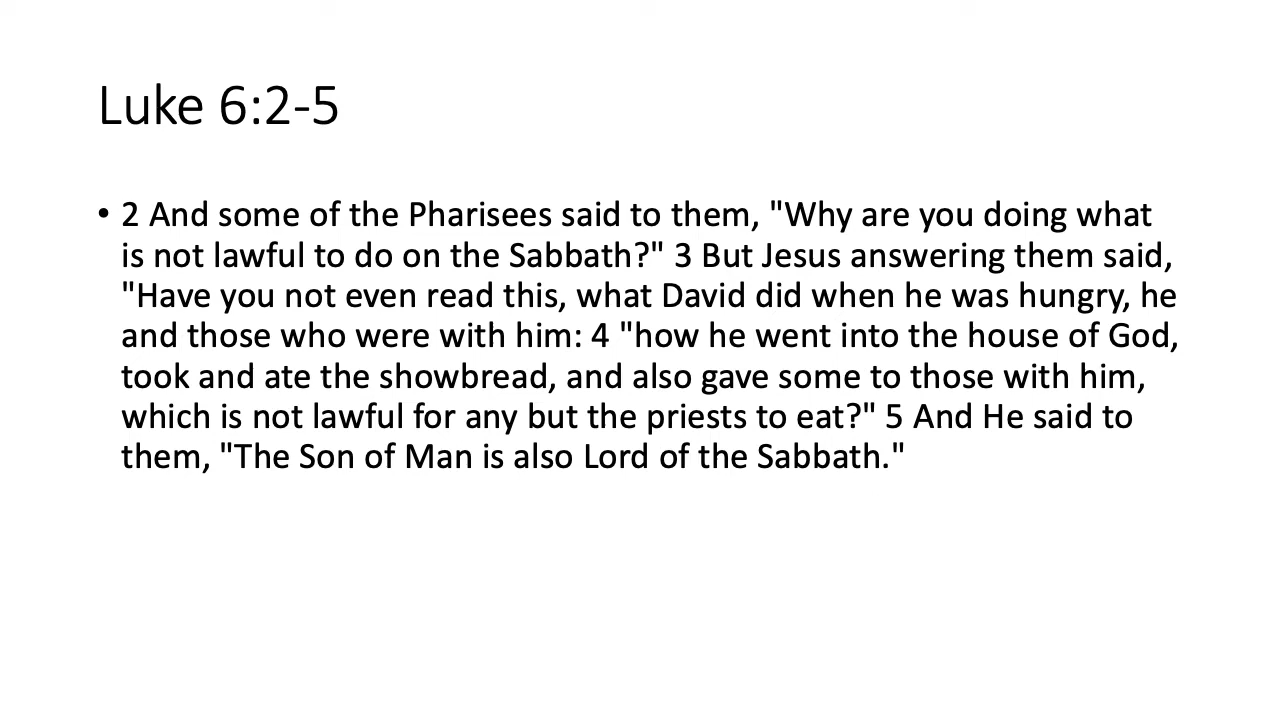 Luke 6:2-5
• 2 And some of the Pharisees said to them, "Why are you doing what
is not lawful to do on the Sabbath?" 3 But Jesus answering them said,
"Have you not even read this, what David did when he was hungry, he
and those who were with him: 4 "how he went into the house of God,
took and ate the showbread, and also gave some to those with him,
which is not lawful for any but the priests to eat?" 5 And He said to
them, "The Son of Man is also Lord of the Sabbath."